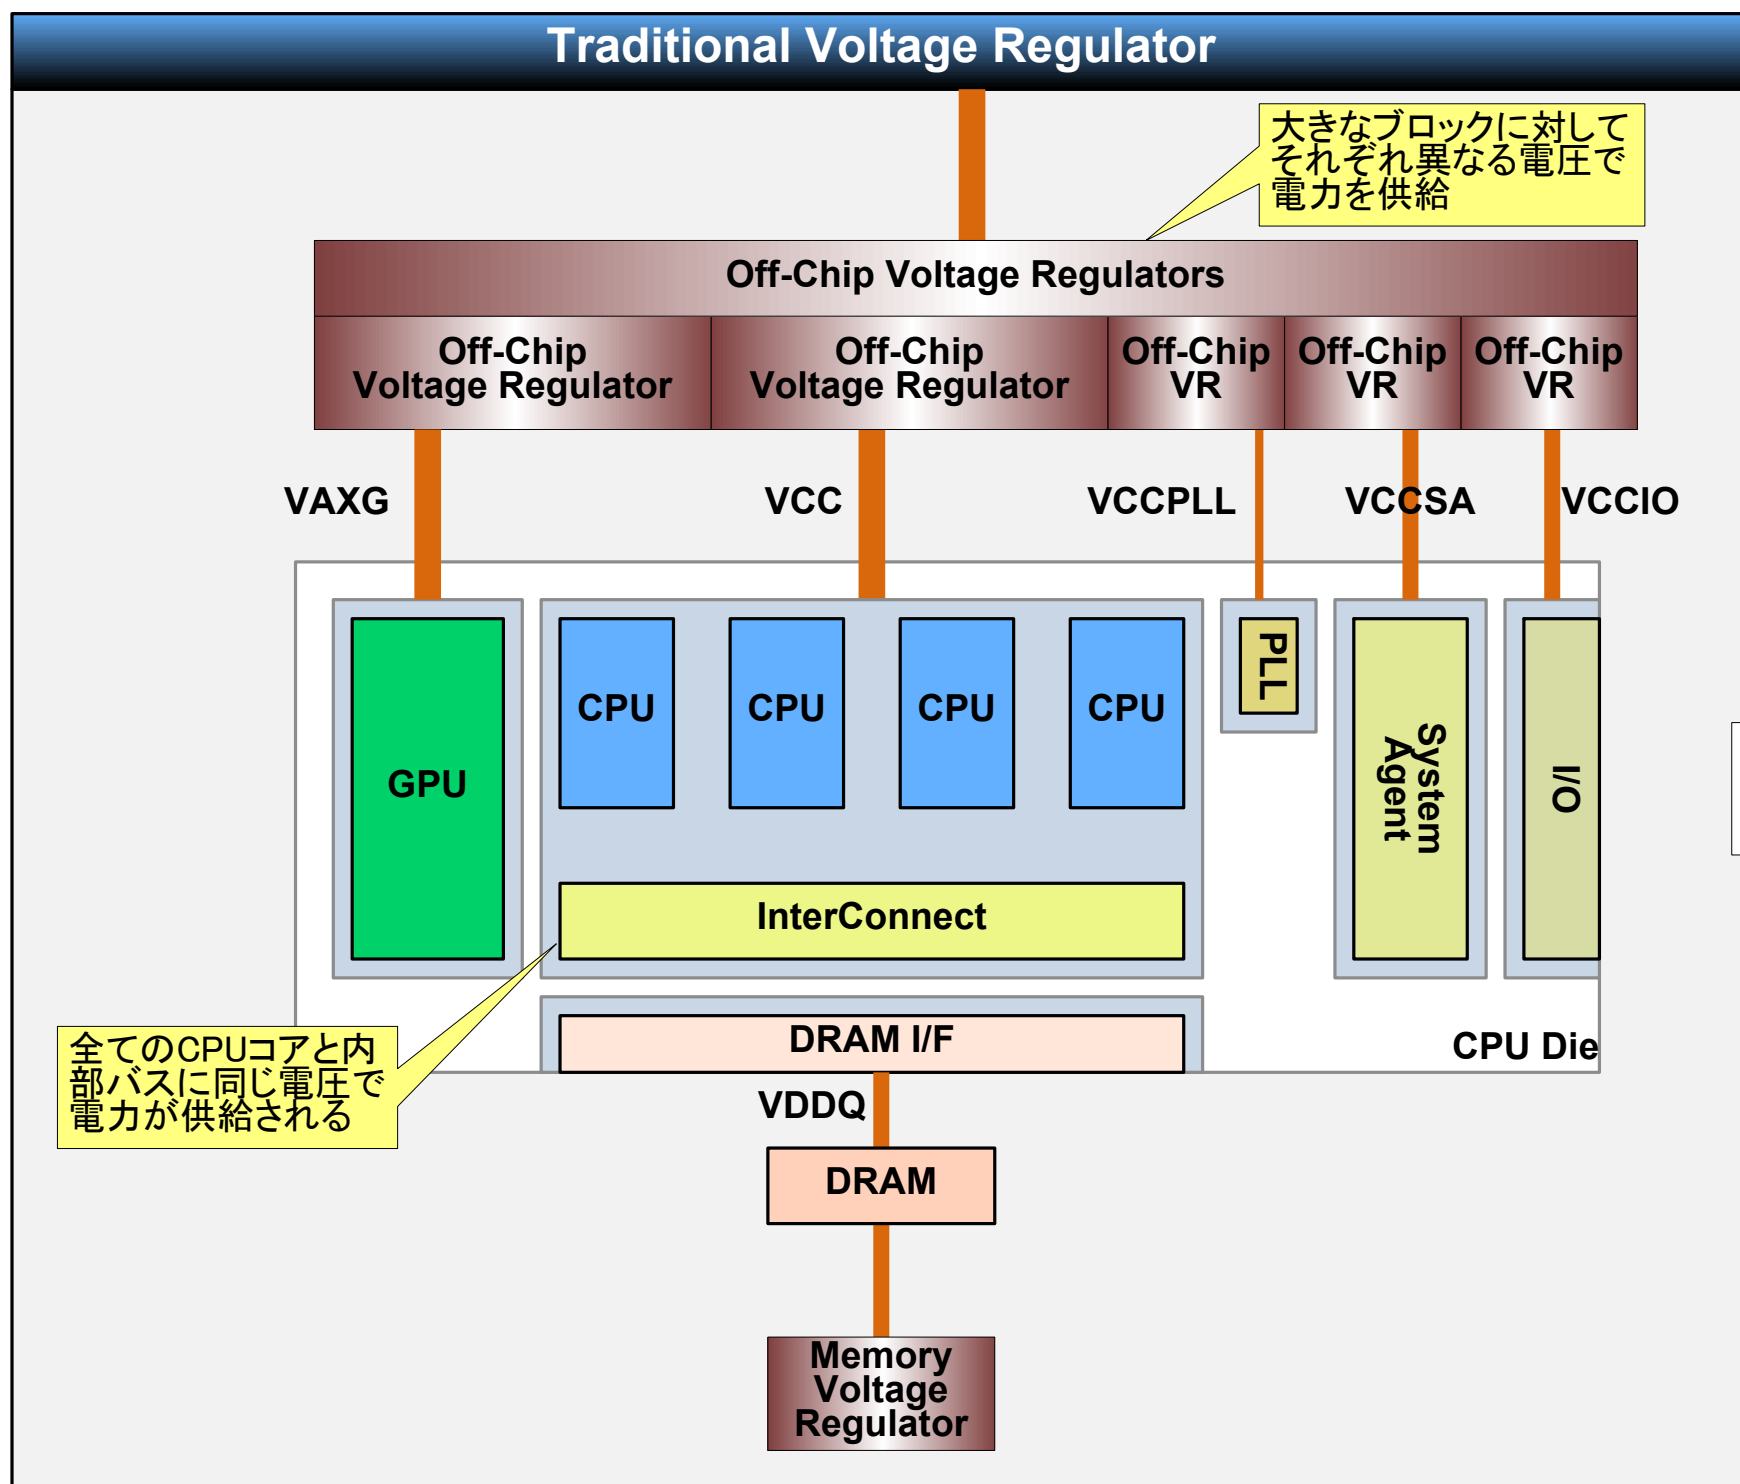 Traditional Voltage Regulator
大きなブロックに対して
それぞれ異なる電圧で
電力を供給
Off-Chip Voltage Regulators
Off-Chip
Voltage Regulator
Off-Chip
Voltage Regulator
Off-Chip
VR
Off-Chip
VR
Off-Chip
VR
VAXG
VCC
VCCPLL
VCCSA
VCCIO
GPU
CPU
CPU
CPU
CPU
PLL
System
Agent
I/O
InterConnect
DRAM I/F
CPU Die
全てのCPUコアと内
部バスに同じ電圧で
電力が供給される
VDDQ
DRAM
Memory
Voltage
Regulator